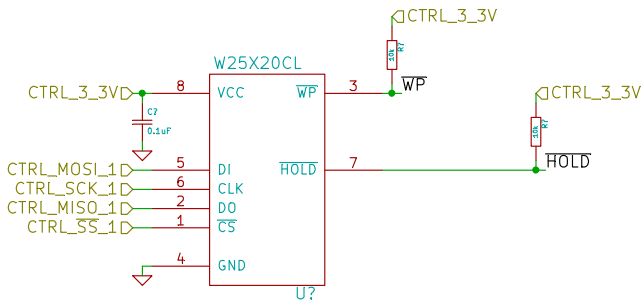 CTRL_3_3V
10k
R?
W25X20CL
CTRL_3_3V
8
VCC
WP
3
WP
CTRL_3_3V
C?
0.1uF
10k
R?
CTRL_MOSI_1
5
DI
HOLD
7
HOLD
CTRL_SCK_1
6
CLK
CTRL_MISO_1
2
DO
CTRL_SS_1
1
CS
4
GND
U?